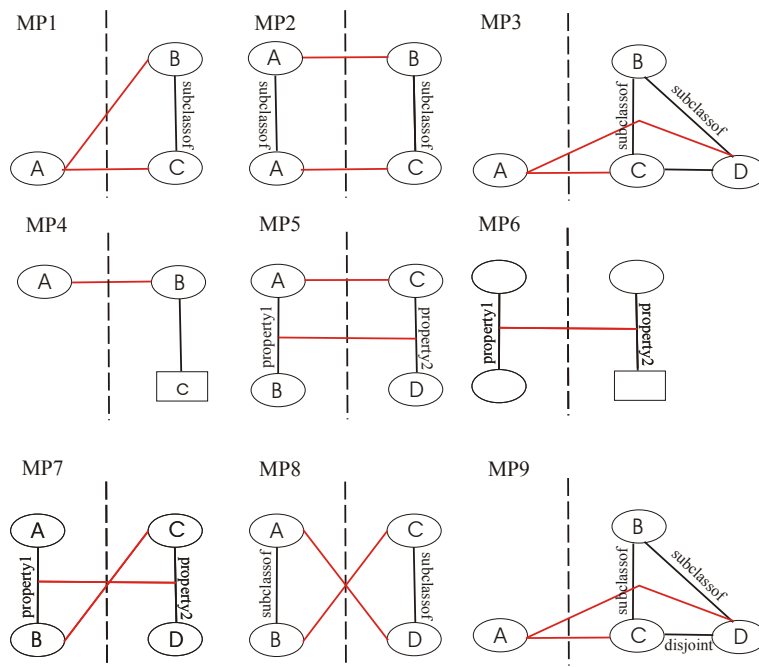 MP1
B
subclassof
A
C
MP2
A
B
subclassof
subclassof
A
C
MP3
B
subclassof
subclassof
A
C
D
MP4
A
B
C
MP5
A
C
property1
property2
B
D
MP6
property1
property2
MP7
A
C
property1
property2
B
D
MP8
A
C
subclassof
subclassof
B
D
MP9
B
subclassof
subclassof
A
C
D
disjoint